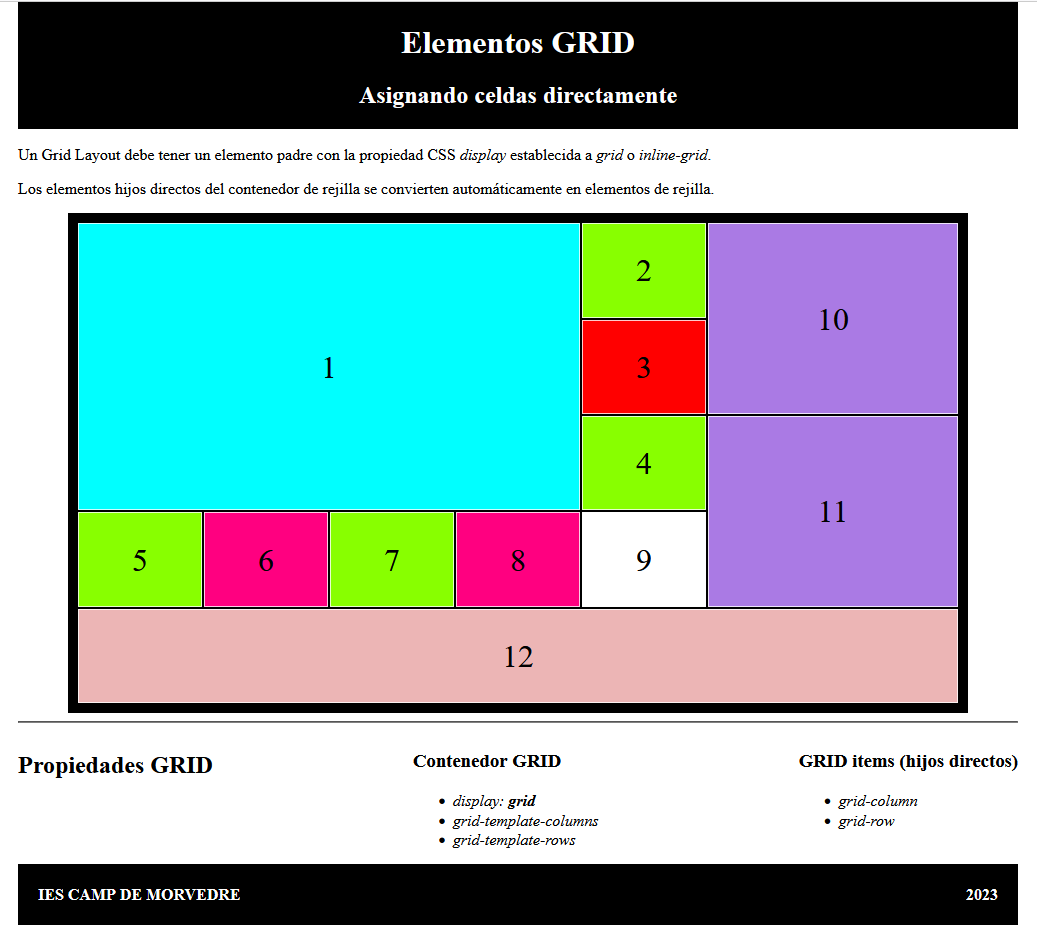 Elementos GRID
Asignando celdas directamente
Un Grid Layout debe tener un elemento padre con la propiedad CSS display establecida a grid o inline-grid.
Los elementos hijos directos del contenedor de rejilla se convierten automáticamente en elementos de rejilla.
1
2
3
4
10
11
5
6
7
8
9
12
Propiedades GRID
Contenedor GRID
• display: grid
• grid-template-columns
• grid-template-rows
GRID items (hijos directos)
• grid-column
• grid-row
IES CAMP DE MORVEDRE
2023